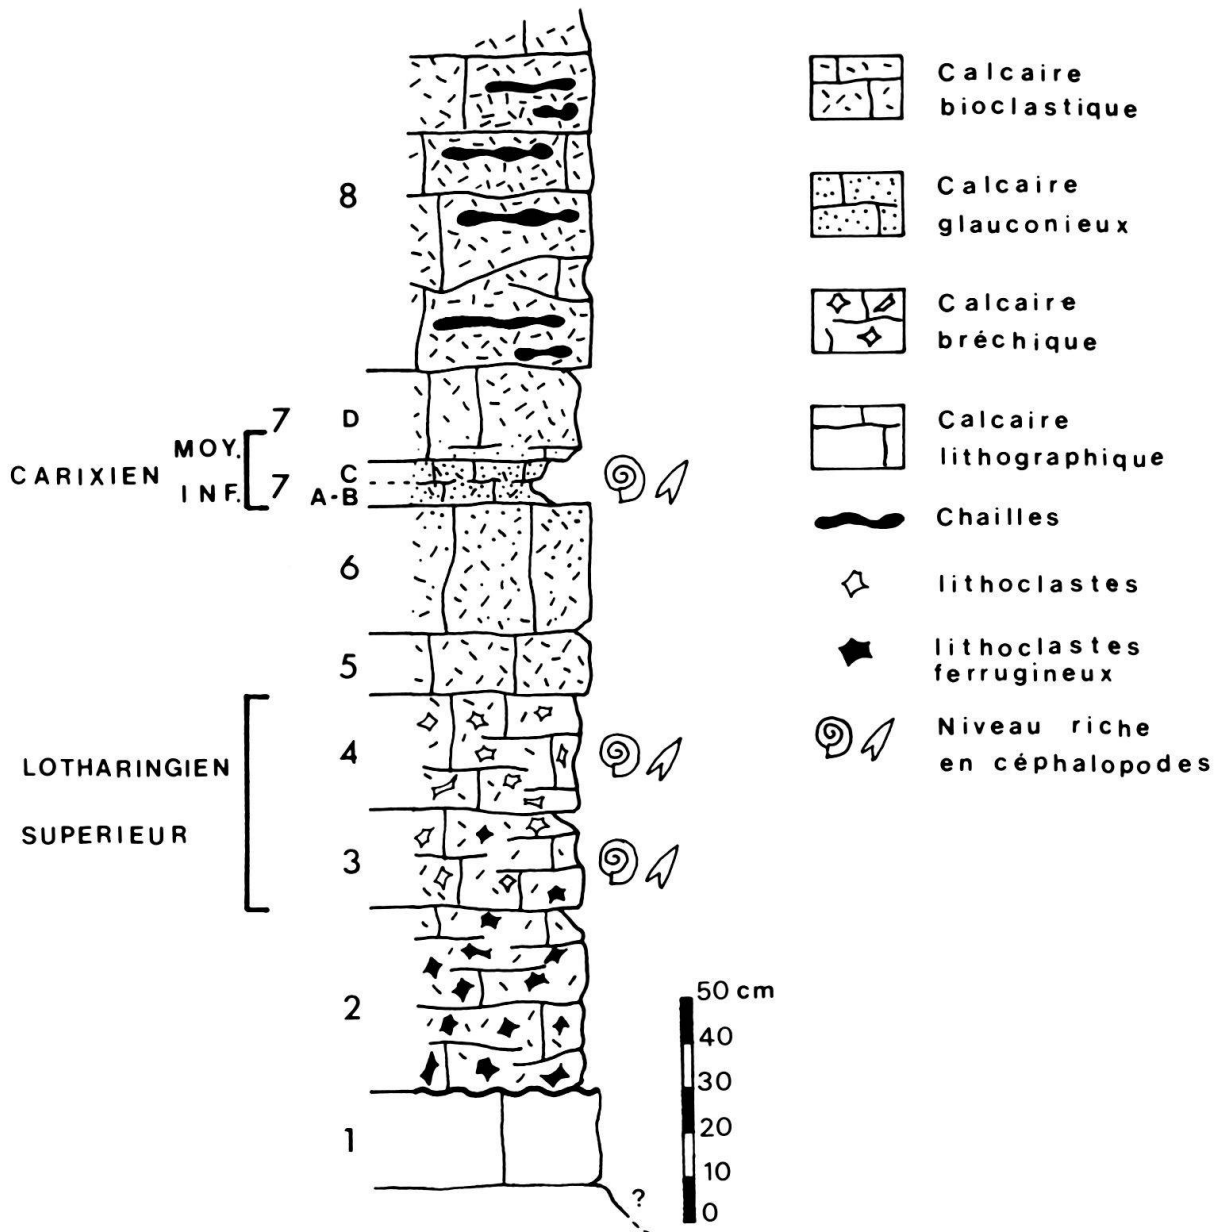 8
7 D
MOY.
CARIXIEN
C
INF. 7 A-B
6
5
4
LOTHARINGIEN
SUPERIEUR
3
2
1
?
Calcaire
bioclastique
Calcaire
glauconieux
Calcaire
bréchique
Calcaire
lithographique
Chailles
lithoclastes
lithoclastes
ferrugineux
Niveau riche
en céphalopodes
50 cm
40
30
20
10
0